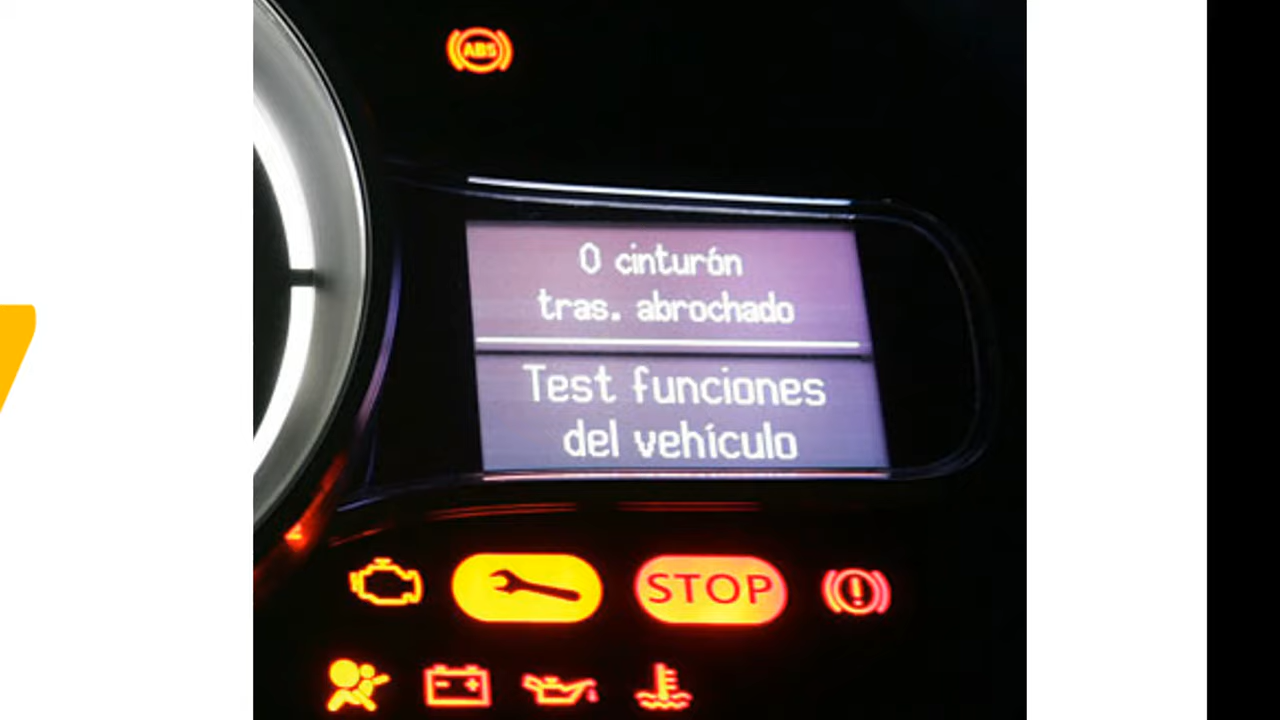 ABS
0 cinturón
tras. abrochado
Test funciones
del vehículo
STOP